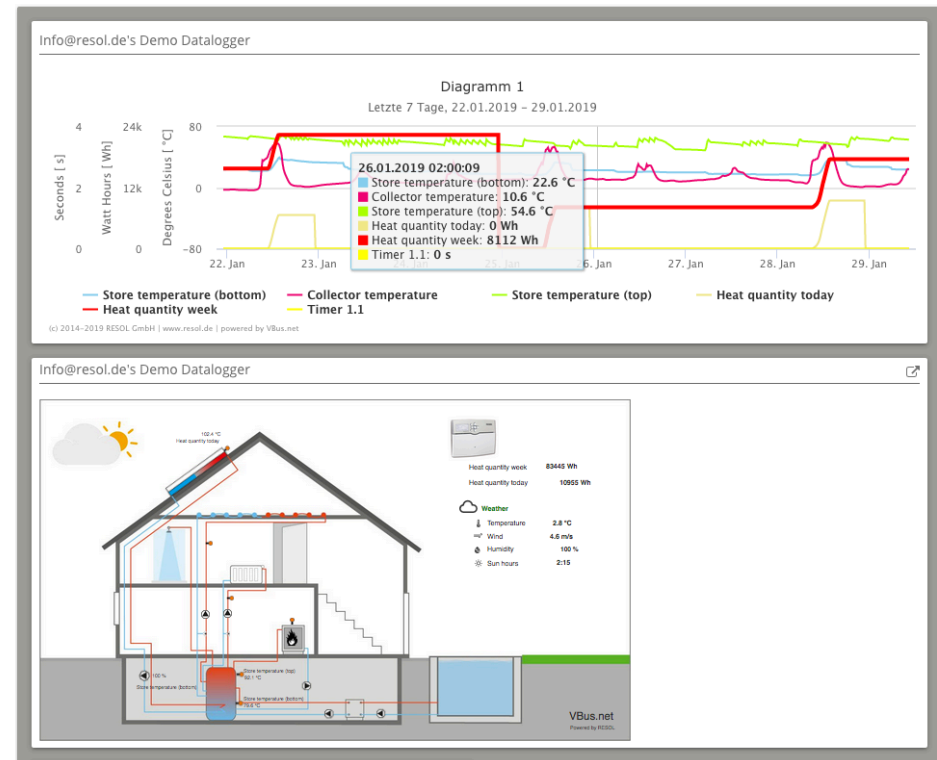 Info@resol.de's Demo Datalogger
Diagramm 1
Letzte 7 Tage, 22.01.2019 – 29.01.2019
4 24k 80
2 12k 0
0 0 -80
Seconds [ s]
Watt Hours [ Wh]
Degrees Celsius [ °C]
26.01.2019 02:00:09
Store temperature (bottom): 22.6 °C
Collector temperature: 10.6 °C
Store temperature (top): 54.6 °C
Heat quantity today: 0 Wh
Heat quantity week: 8112 Wh
Timer 1.1: 0 s
22. Jan 23. Jan 24. Jan 25. Jan 26. Jan 27. Jan 28. Jan 29. Jan
Store temperature (bottom) Collector temperature Store temperature (top) Heat quantity today
Heat quantity week Timer 1.1
(c) 2014-2019 RESOL GmbH | www.resol.de | powered by VBus.net
Info@resol.de's Demo Datalogger
102.4 °C
Heat quantity today
Heat quantity week 83445 Wh
Heat quantity today 10955 Wh
Weather
Temperature 2.8 °C
Wind 4.6 m/s
Humidity 100 %
Sun hours 2:15
100 %
Store temperature (bottom)
Store temperature (top)
Store temperature (bottom)
VBus.net
Powered by RESOL